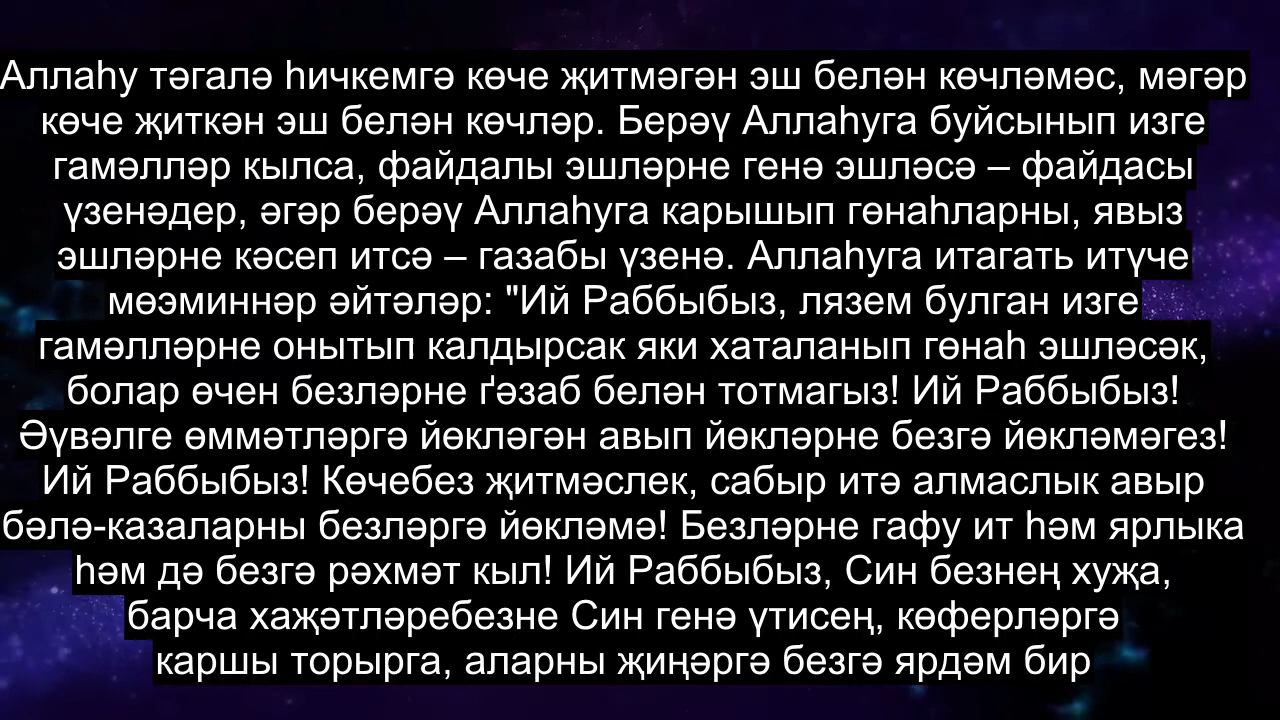 Аллаһу тәгалә һичкемгә көче җитмәгән эш белән көчләмәс, мәгәр
көче җиткән эш белән көчләр. Берәү Аллаһуга буйсынып изге
гамәлләр кылса, файдалы эшләрне генә эшләсә – файдасы
үзенәдер, әгәр берәү Аллаһуга карышып гөнаһларны, явыз
эшләрне кәсеп итсә – газабы үзенә. Аллаһуга итагать итүче
мөэминнәр әйтәләр: "Ий Раббыбыз, лязем булган изге
гамәлләрне онытып калдырсак яки хаталанып гөнаһ эшләсәк,
болар өчен безләрне ґәзаб белән тотмагыз! Ий Раббыбыз!
Әүвәлге өммәтләргә йөкләгән авып йөкләрне безгә йөкләмәгез!
Ий Раббыбыз! Көчебез җитмәслек, сабыр итә алмаслык авыр
бәлә-казаларны безләргә йөкләмә! Безләрне гафу ит һәм ярлыка
һәм дә безгә рәхмәт кыл! Ий Раббыбыз, Син безнең хуҗа,
барча хаҗәтләребезне Син генә үтисең, көферләргә
каршы торырга, аларны җиңәргә безгә ярдәм бир